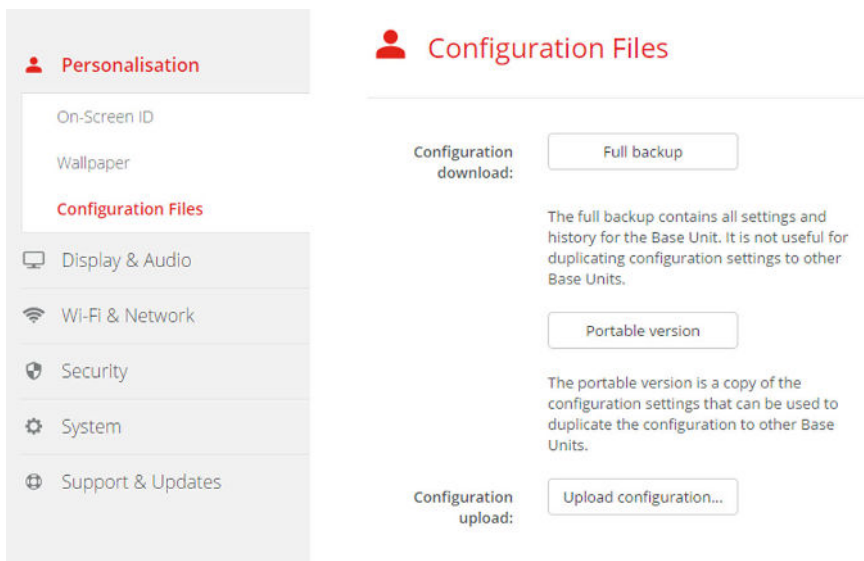 Personalisation
On-Screen ID
Wallpaper
Configuration Files
Display & Audio
Wi-Fi & Network
Security
System
Support & Updates
Configuration Files
Configuration
download:
Full backup
The full backup contains all settings and
history for the Base Unit. It is not useful for
duplicating configuration settings to other
Base Units.
Portable version
The portable version is a copy of the
configuration settings that can be used to
duplicate the configuration to other Base
Units.
Configuration
upload:
Upload configuration...